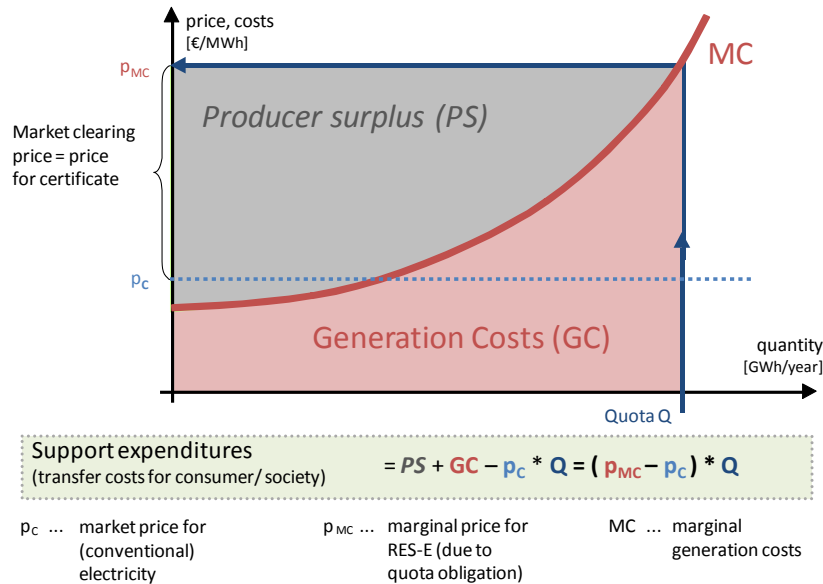 price, costs
[€/MWh]
pMC
MC
Producer surplus (PS)
Market clearing
price = price
for certificate
pC
Generation Costs (GC)
quantity
[GWh/year]
Quota Q
Support expenditures
(transfer costs for consumer/ society)
= PS + GC – pC * Q = ( pMC – pC ) * Q
pC ... market price for
(conventional)
electricity
p MC ... marginal price for
RES-E (due to
quota obligation)
MC ... marginal
generation costs